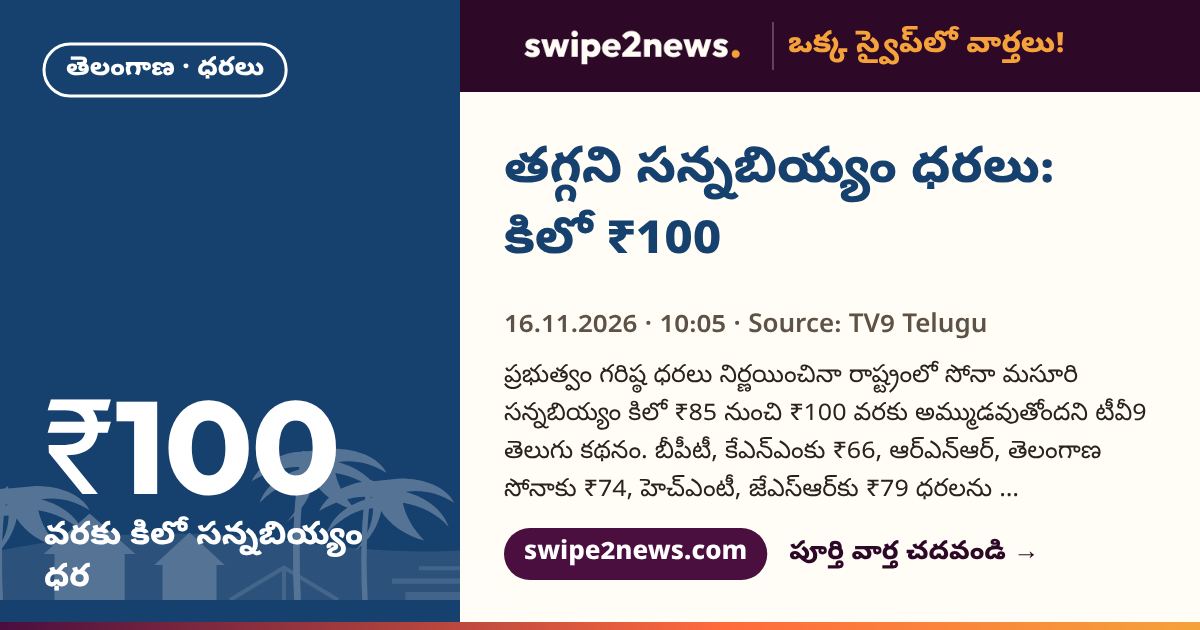 తెలంగాణ · ధరలు
₹100
వరకు కిలో సన్నబియ్యం
ధర
swipe2news.
ఒక్క స్వైప్‌లో వార్తలు!
తగ్గని సన్నబియ్యం ధరలు:
కిలో ₹100
16.11.2026 · 10:05 · Source: TV9 Telugu
ప్రభుత్వం గరిష్ఠ ధరలు నిర్ణయించినా రాష్ట్రంలో సోనా మసూరి
సన్నబియ్యం కిలో ₹85 నుంచి ₹100 వరకు అమ్ముడవుతోందని టీవీ9
తెలుగు కథనం. బీపీటీ, కేఎన్ఎంకు ₹66, ఆర్ఎన్ఆర్, తెలంగాణ
సోనాకు ₹74, హెచ్ఎంటీ, జేఎస్ఆర్‌కు ₹79 ధరలను ...
swipe2news.com
పూర్తి వార్త చదవండి →